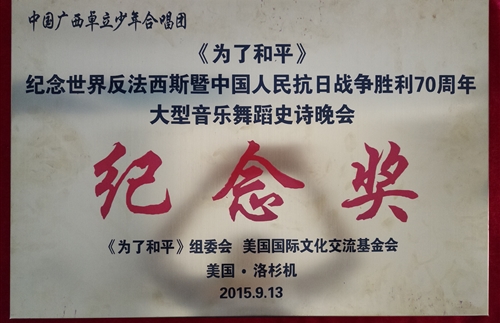 中国广西卓立少年合唱团
《为了和平》
纪念世界反法西斯暨中国人民抗日战争胜利70周年
大型音乐舞蹈史诗晚会
纪念奖
《为了和平》组委会 美国国际文化交流基金会
美国·洛杉机
2015.9.13